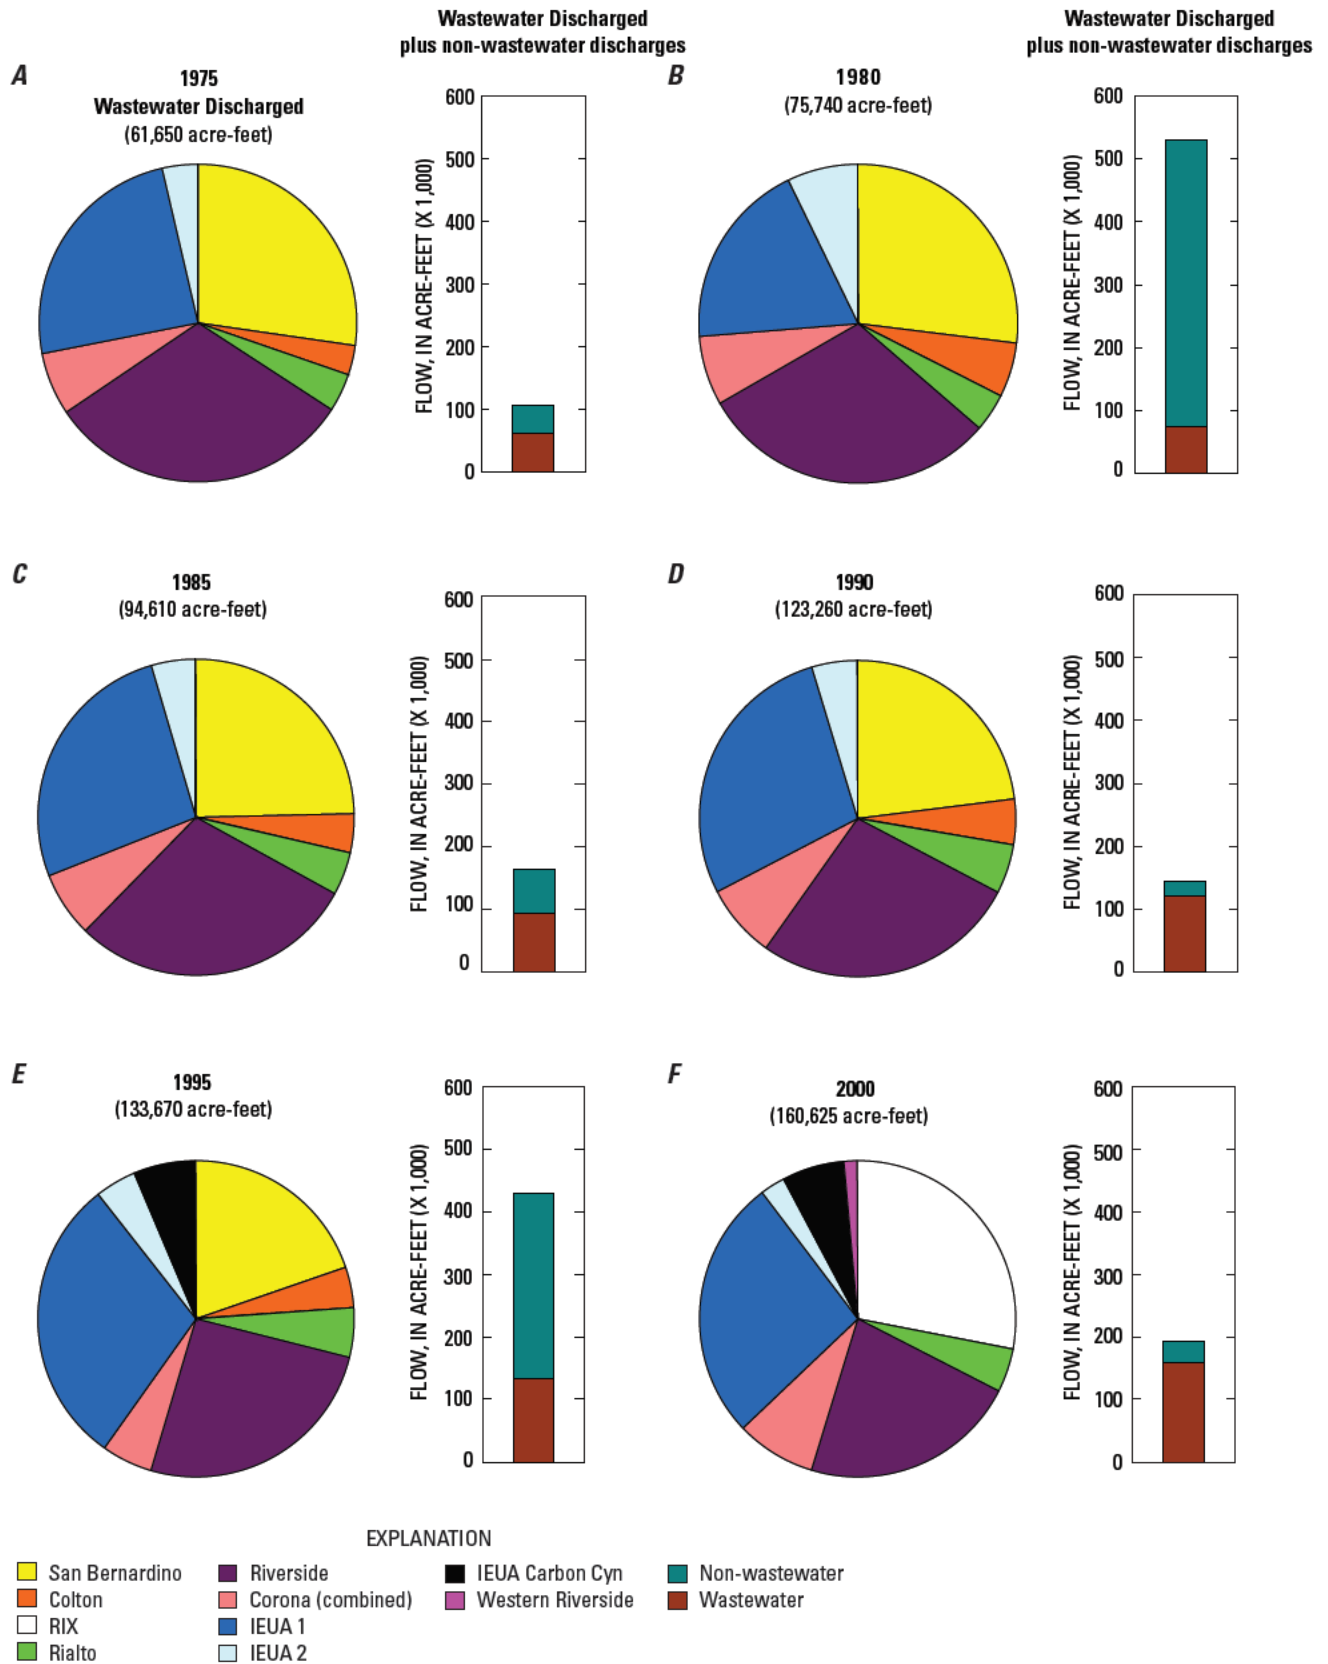 Wastewater Discharged
plus non-wastewater discharges
Wastewater Discharged
plus non-wastewater discharges
A
1975
Wastewater Discharged
(61,650 acre-feet)
FLOW, IN ACRE-FEET (X 1,000)
600
500
400
300
200
100
0
B
1980
(75,740 acre-feet)
FLOW, IN ACRE-FEET (X 1,000)
600
500
400
300
200
100
0
C
1985
(94,610 acre-feet)
FLOW, IN ACRE-FEET (X 1,000)
600
500
400
300
200
100
0
D
1990
(123,260 acre-feet)
FLOW, IN ACRE-FEET (X 1,000)
600
500
400
300
200
100
0
E
1995
(133,670 acre-feet)
FLOW, IN ACRE-FEET (X 1,000)
600
500
400
300
200
100
0
F
2000
(160,625 acre-feet)
FLOW, IN ACRE-FEET (X 1,000)
600
500
400
300
200
100
0
EXPLANATION
San Bernardino
Colton
RIX
Rialto
Riverside
Corona (combined)
IEUA 1
IEUA 2
IEUA Carbon Cyn
Western Riverside
Non-wastewater
Wastewater